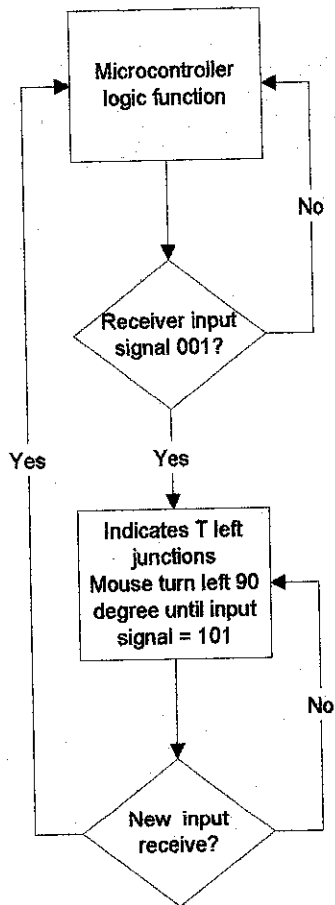 Microcontroller
logic function
No
Receiver input
signal 001?
Yes
Yes
Indicates T left
junctions
Mouse turn left 90
degree until input
signal = 101
No
New input
receive?